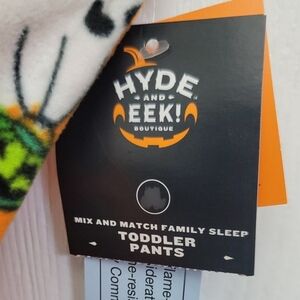 HYDE
AND
EEK!
BOUTIQUE
MIX AND MATCH FAMILY SLEEP
TODDLER
PANTS